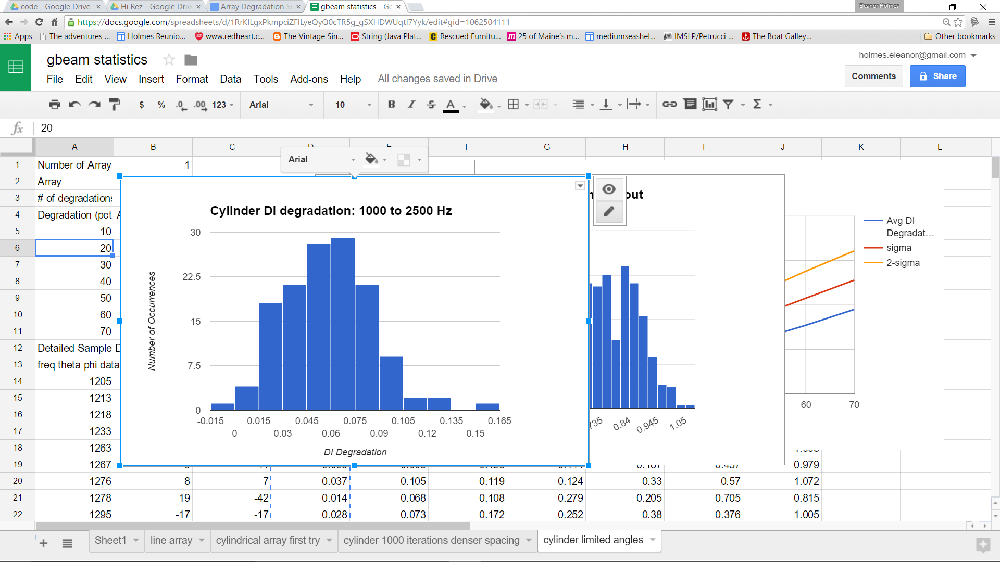 code - Google Drive
Hi Rez - Google Driv
Array Degradation S
gbeam statistics - Go
Eleanor Holmes
https://docs.google.com/spreadsheets/d/1RrKILgxPkmpciZFlLyeQyQ0cTR5g_gSXHDWUqtI7Yyk/edit#gid=1062504111
Apps The adventures ... Holmes Reunio... www.redheart.c... The Vintage Sin... String (Java Plat... Rescued Furnitu... 25 of Maine's m... mediumseashel... IMSLP/Petrucci ... The Boat Galley... Other bookmarks
gbeam statistics
holmes.eleanor@gmail.com
File Edit View Insert Format Data Tools Add-ons Help All changes saved in Drive
Comments Share
$ % .0 .00 123 Arial 10 B I S A Σ
fx 20
A B C D E F G H I J K L
Arial
1 Number of Array 1
2 Array
3 # of degradations
4 Degradation (pct A
5 10
6 20
7 30
8 40
9 50
10 60
11 70
12 Detailed Sample D
13 freq theta phi data
14 1205
15 1213
16 1218
17 1233
18 1263
19 1267 0.979
20 1276 8 7 0.037 0.105 0.119 0.124 0.33 0.57 1.072
21 1278 19 -42 0.014 0.068 0.108 0.279 0.205 0.705 0.815
22 1295 -17 -17 0.028 0.073 0.172 0.252 0.38 0.376 1.005
Cylinder DI degradation: 1000 to 2500 Hz
Number of Occurrences
30
22.5
15
7.5
0
-0.015 0.015 0.045 0.075 0.105 0.135 0.165
0 0.03 0.06 0.09 0.12 0.15
DI Degradation
out
735 0.84 0.945 1.05
Avg DI
Degradat...
sigma
2-sigma
60 70
Sheet1 line array cylindrical array first try cylinder 1000 iterations denser spacing cylinder limited angles